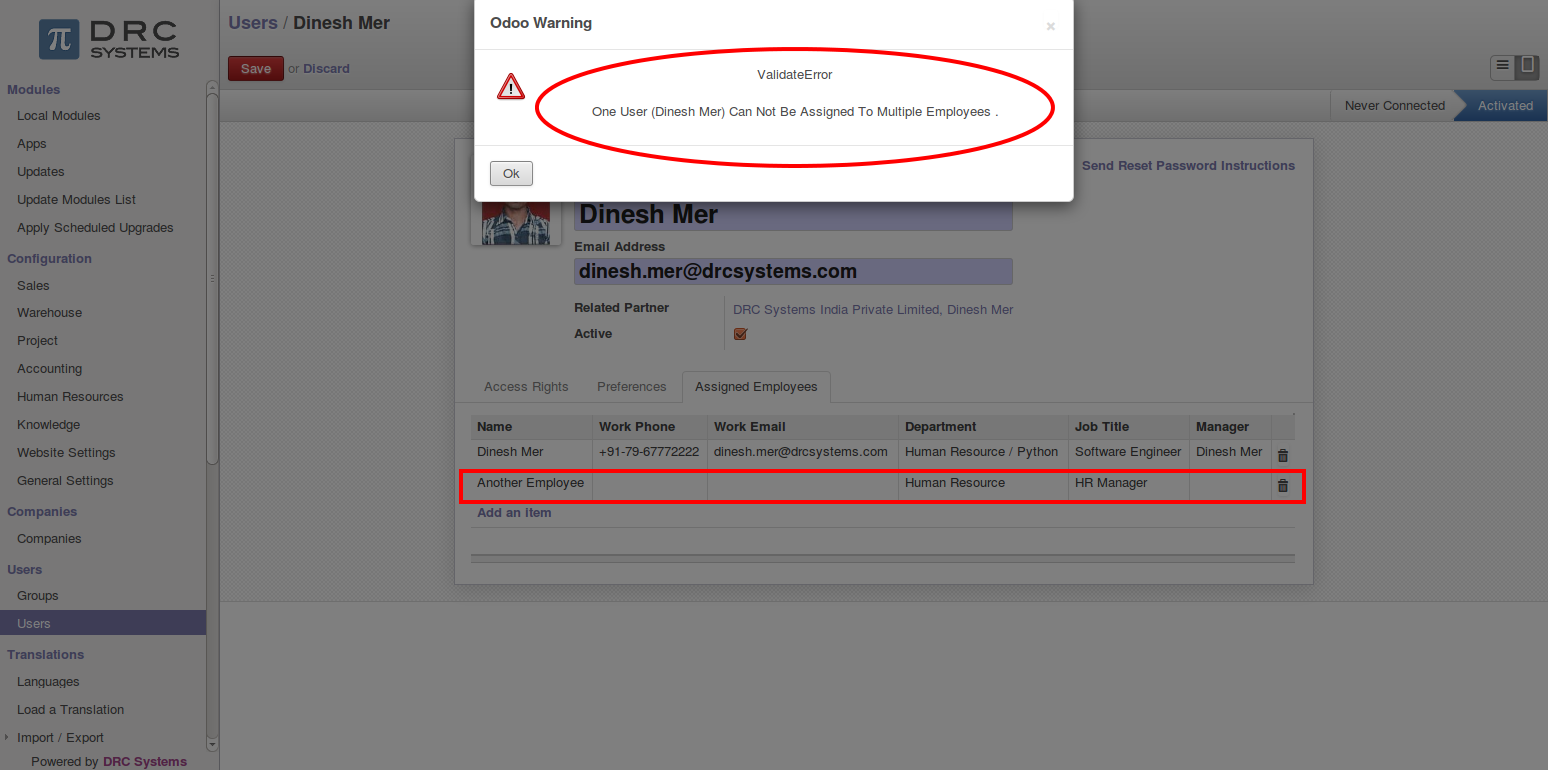 π DRC
SYSTEMS
Modules
Local Modules
Apps
Updates
Update Modules List
Apply Scheduled Upgrades
Configuration
Sales
Warehouse
Project
Accounting
Human Resources
Knowledge
Website Settings
General Settings
Companies
Companies
Users
Groups
Users
Translations
Languages
Load a Translation
Import / Export
Powered by DRC Systems
Users / Dinesh Mer
Save or Discard
Odoo Warning ×
ValidateError
One User (Dinesh Mer) Can Not Be Assigned To Multiple Employees .
Ok
Never Connected Activated
Send Reset Password Instructions
Dinesh Mer
Email Address
dinesh.mer@drcsystems.com
Related Partner DRC Systems India Private Limited, Dinesh Mer
Active
Access Rights Preferences Assigned Employees
Name Work Phone Work Email Department Job Title Manager
Dinesh Mer +91-79-67772222 dinesh.mer@drcsystems.com Human Resource / Python Software Engineer Dinesh Mer
Another Employee Human Resource HR Manager
Add an item